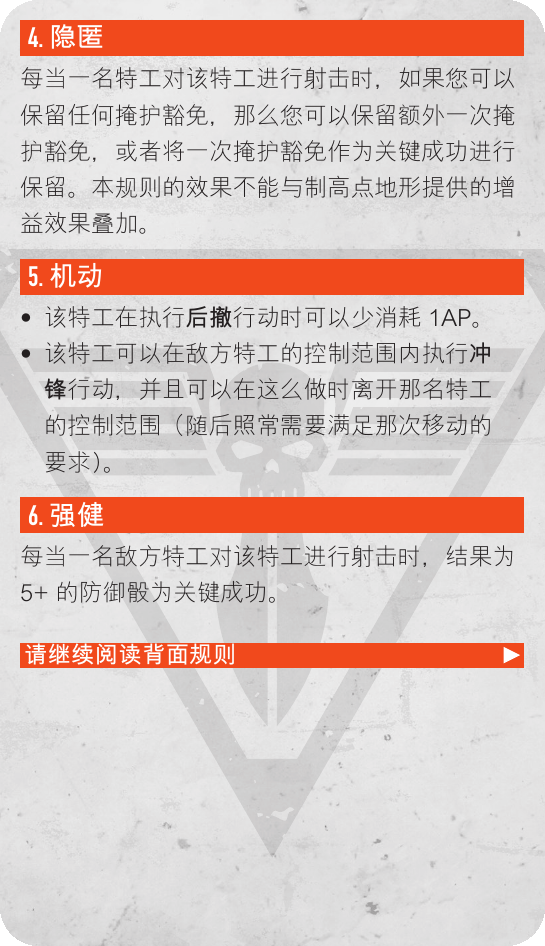 4. 隐匿
每当一名特工对该特工进行射击时，如果您可以
保留任何掩护豁免，那么您可以保留额外一次掩
护豁免，或者将一次掩护豁免作为关键成功进行
保留。本规则的效果不能与制高点地形提供的增
益效果叠加。
5. 机动
• 该特工在执行后撤行动时可以少消耗 1AP。
• 该特工可以在敌方特工的控制范围内执行冲
锋行动，并且可以在这么做时离开那名特工
的控制范围（随后照常需要满足那次移动的
要求）。
6. 强健
每当一名敌方特工对该特工进行射击时，结果为
5+ 的防御骰为关键成功。
请继续阅读背面规则 ▶